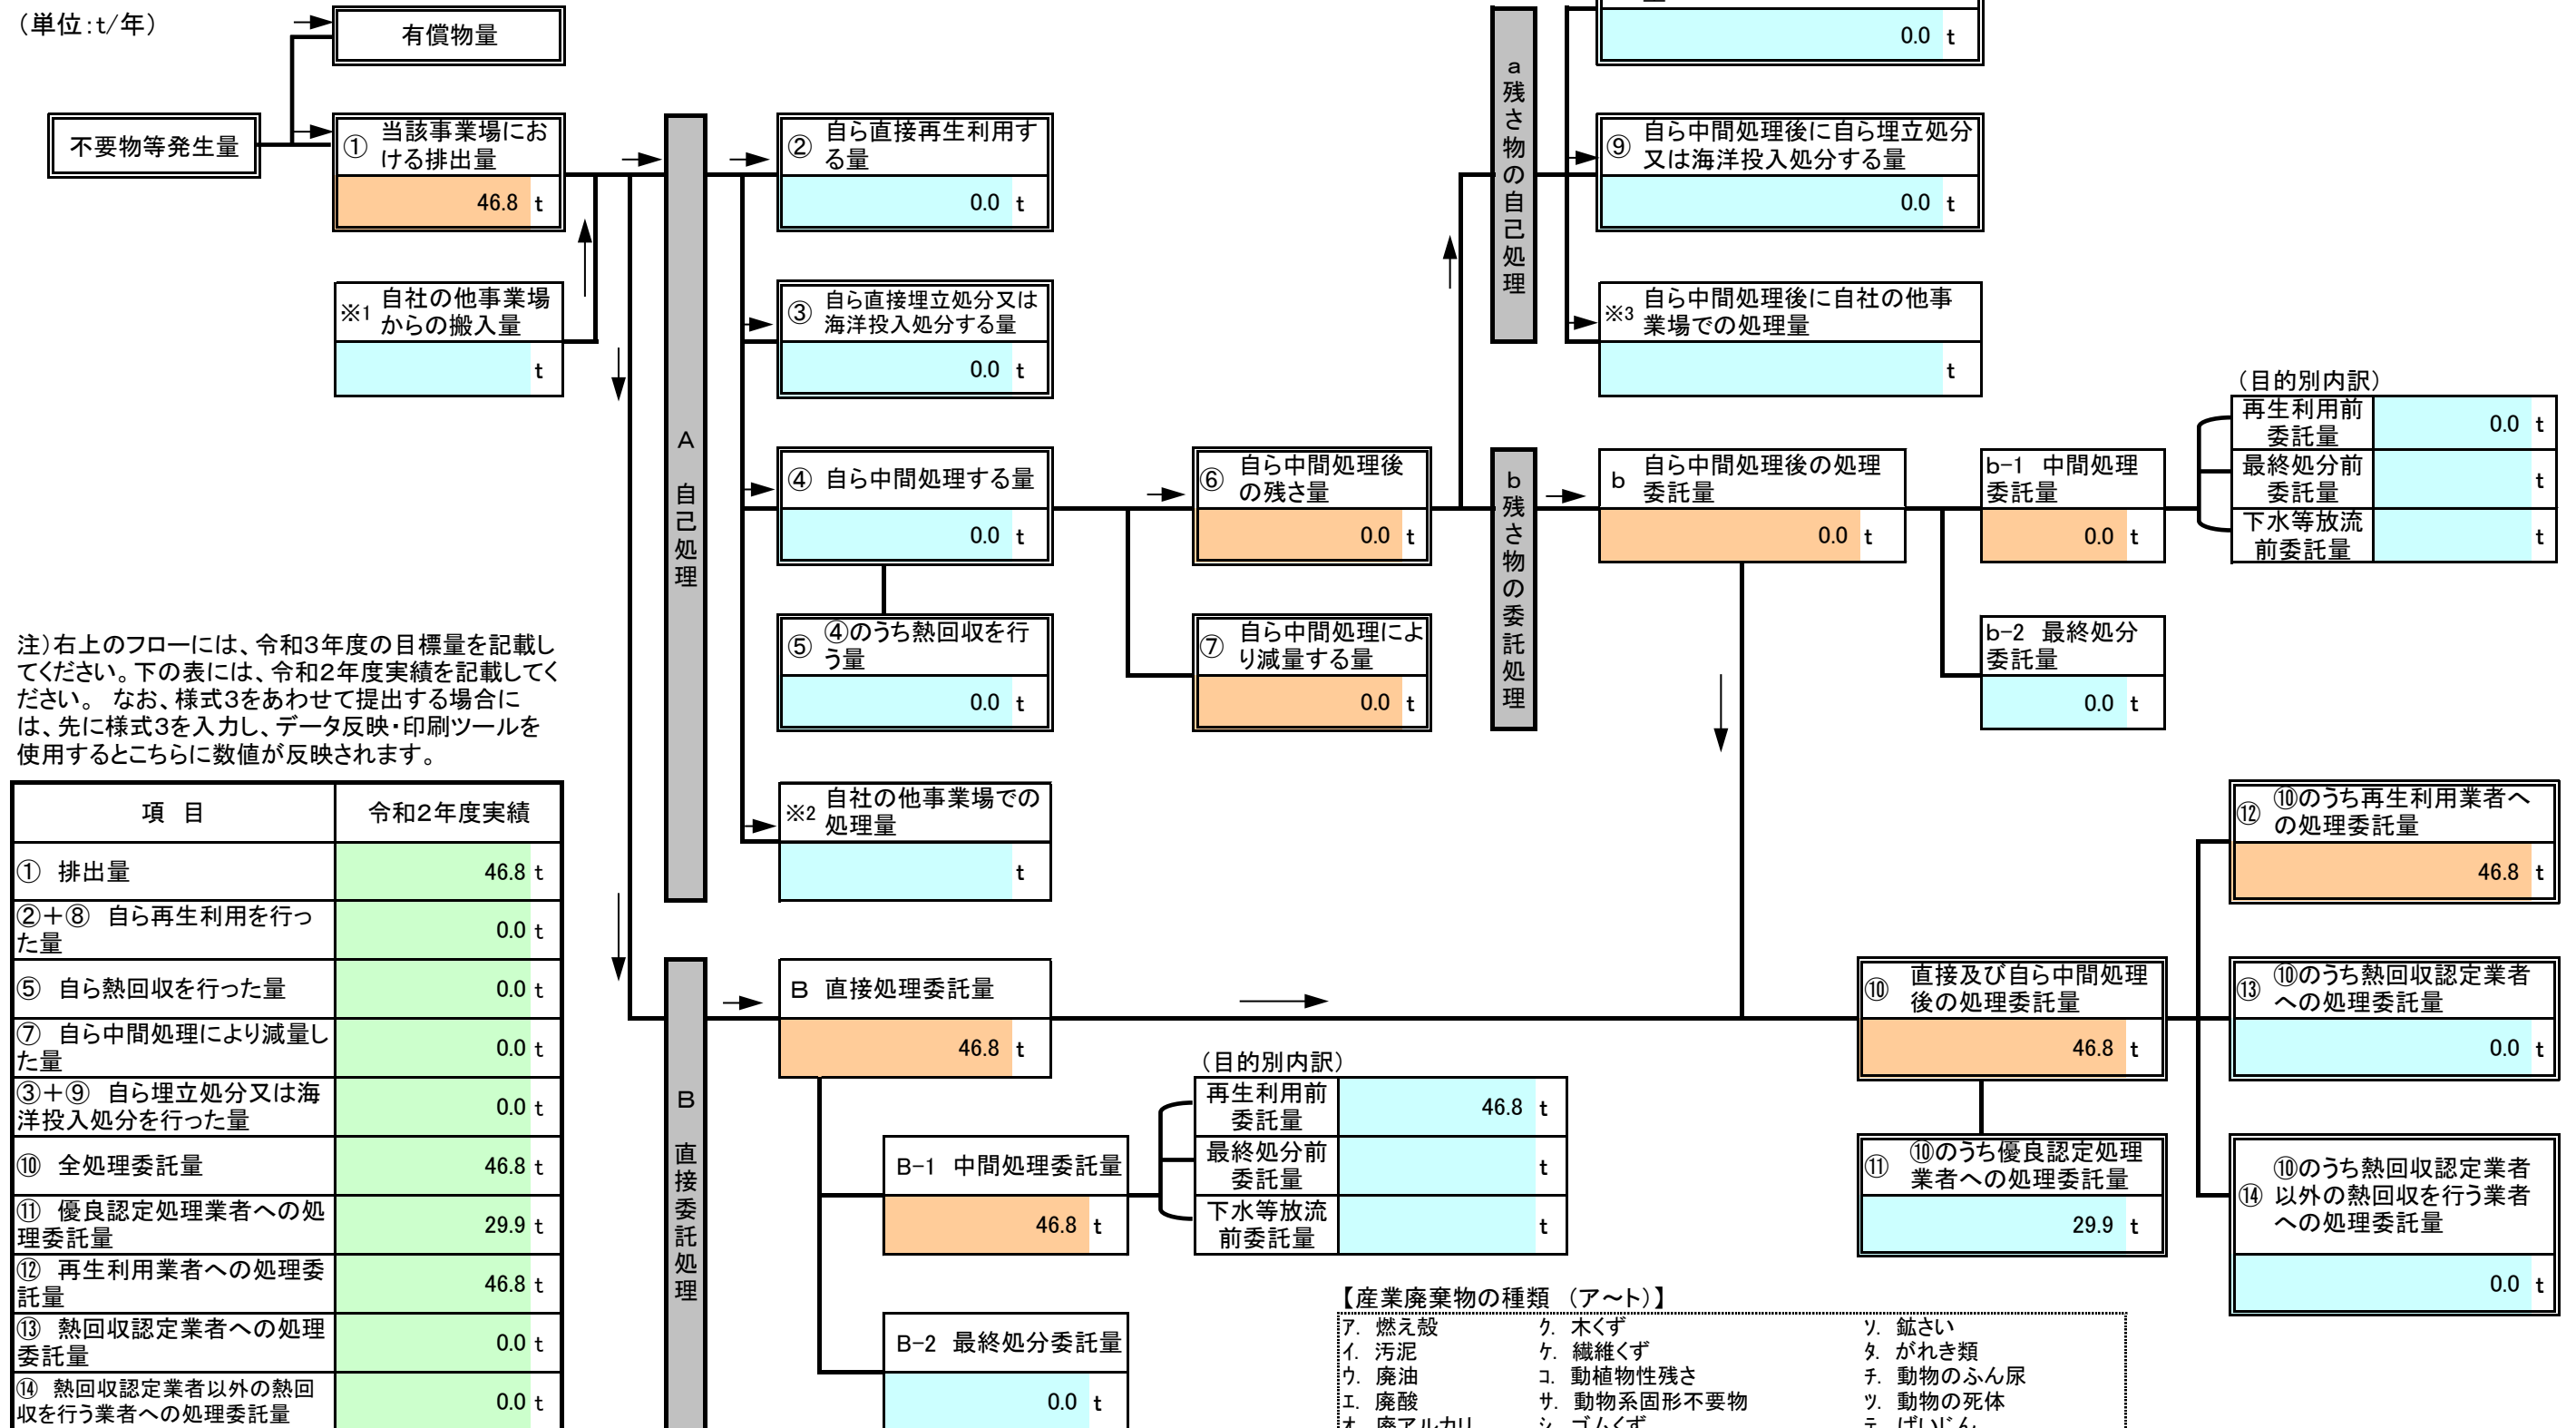 （単位：t/年）
有償物量
不要物等発生量
① 当該事業場にお
ける排出量
46.8 t
※1 自社の他事業場
からの搬入量
t
A 自己処理
② 自ら直接再生利用す
る量
0.0 t
③ 自ら直接埋立処分又は
海洋投入処分する量
0.0 t
④ 自ら中間処理する量
0.0 t
⑤ ④のうち熱回収を行
う量
0.0 t
※2 自社の他事業場での
処理量
t
⑥ 自ら中間処理後
の残さ量
0.0 t
⑦ 自ら中間処理によ
り減量する量
0.0 t
a 残さ物の自己処理
0.0 t
⑨ 自ら中間処理後に自ら埋立処分
又は海洋投入処分する量
0.0 t
※3 自ら中間処理後に自社の他事
業場での処理量
t
b 残さ物の委託処理
b 自ら中間処理後の処理
委託量
0.0 t
b-1 中間処理
委託量
0.0 t
b-2 最終処分
委託量
0.0 t
（目的別内訳）
再生利用前
委託量
0.0 t
最終処分前
委託量
t
下水等放流
前委託量
t
注）右上のフローには、令和３年度の目標量を記載し
てください。下の表には、令和２年度実績を記載してく
ださい。 なお、様式３をあわせて提出する場合に
は、先に様式３を入力し、データ反映・印刷ツールを
使用するとこちらに数値が反映されます。
項 目 令和２年度実績
① 排出量 46.8 t
②＋⑧ 自ら再生利用を行っ
た量 0.0 t
⑤ 自ら熱回収を行った量 0.0 t
⑦ 自ら中間処理により減量し
た量 0.0 t
③＋⑨ 自ら埋立処分又は海
洋投入処分を行った量 0.0 t
⑩ 全処理委託量 46.8 t
⑪ 優良認定処理業者への処
理委託量 29.9 t
⑫ 再生利用業者への処理委
託量 46.8 t
⑬ 熱回収認定業者への処理
委託量 0.0 t
⑭ 熱回収認定業者以外の熱回
収を行う業者への処理委託量 0.0 t
B 直接委託処理
B 直接処理委託量
46.8 t
B-1 中間処理委託量
46.8 t
B-2 最終処分委託量
0.0 t
（目的別内訳）
再生利用前
委託量
46.8 t
最終処分前
委託量
t
下水等放流
前委託量
t
⑩ 直接及び自ら中間処理
後の処理委託量
46.8 t
⑪ ⑩のうち優良認定処理
業者への処理委託量
29.9 t
⑫ ⑩のうち再生利用業者へ
の処理委託量
46.8 t
⑬ ⑩のうち熱回収認定業者
への処理委託量
0.0 t
⑭ ⑩のうち熱回収認定業者
以外の熱回収を行う業者
への処理委託量
0.0 t
【産業廃棄物の種類 （ア～ト）】
ｱ. 燃え殻 ｸ. 木くず ｿ. 鉱さい
ｲ. 汚泥 ｹ. 繊維くず ﾀ. がれき類
ｳ. 廃油 ｺ. 動植物性残さ ﾁ. 動物のふん尿
ｴ. 廃酸 ｻ. 動物系固形不要物 ﾂ. 動物の死体
ｵ. 廃アルカリ ｼ. ゴムくず ﾃ. ばいじん